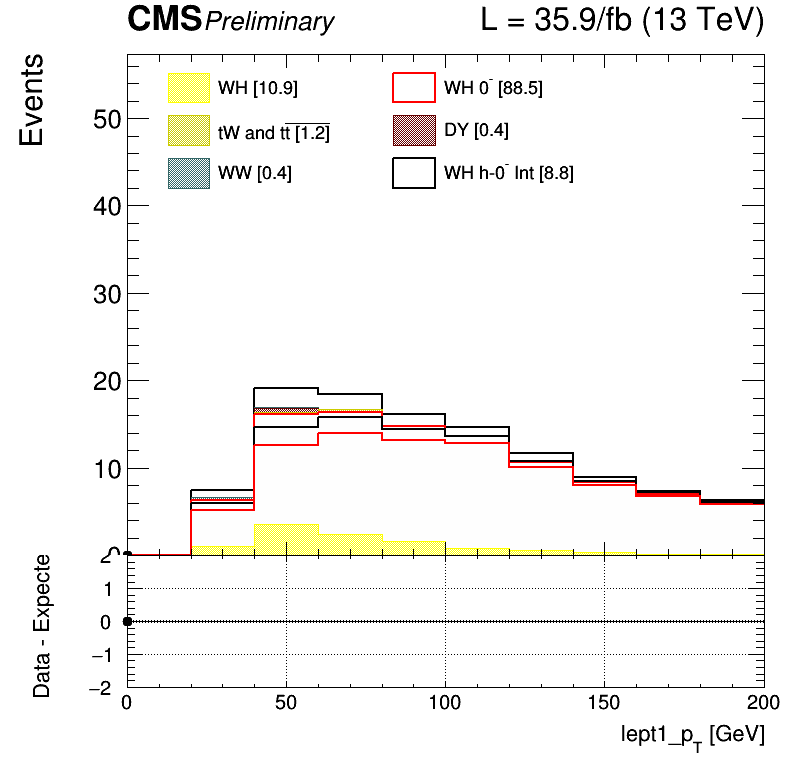 CMS Preliminary L = 35.9/fb (13 TeV)
Events
WH [10.9] WH 0⁻ [88.5]
tW and tt̅ [1.2] DY [0.4]
WW [0.4] WH h-0⁻ Int [8.8]
50
40
30
20
10
0
Data - Expecte
2
1
0
−1
−2
0 50 100 150 200
lept1_p_T [GeV]